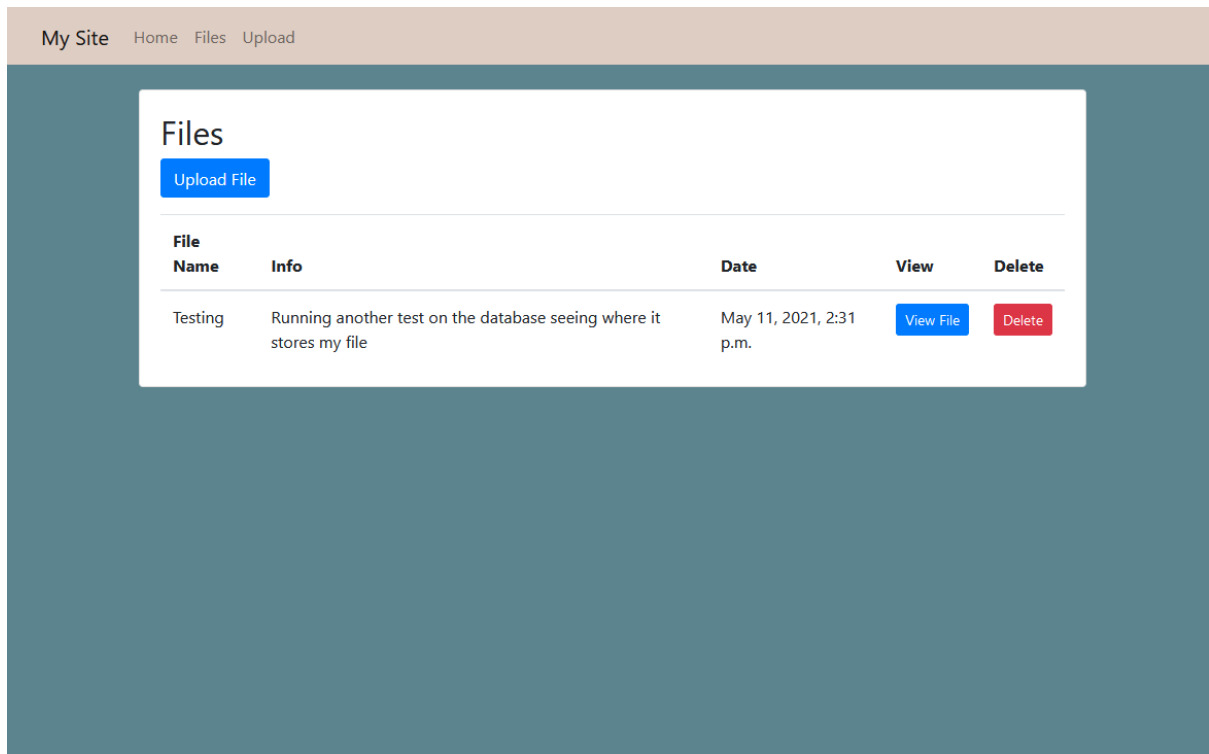 My Site Home Files Upload
Files
Upload File
File
Name Info Date View Delete
Testing Running another test on the database seeing where it May 11, 2021, 2:31 View File Delete
stores my file p.m.